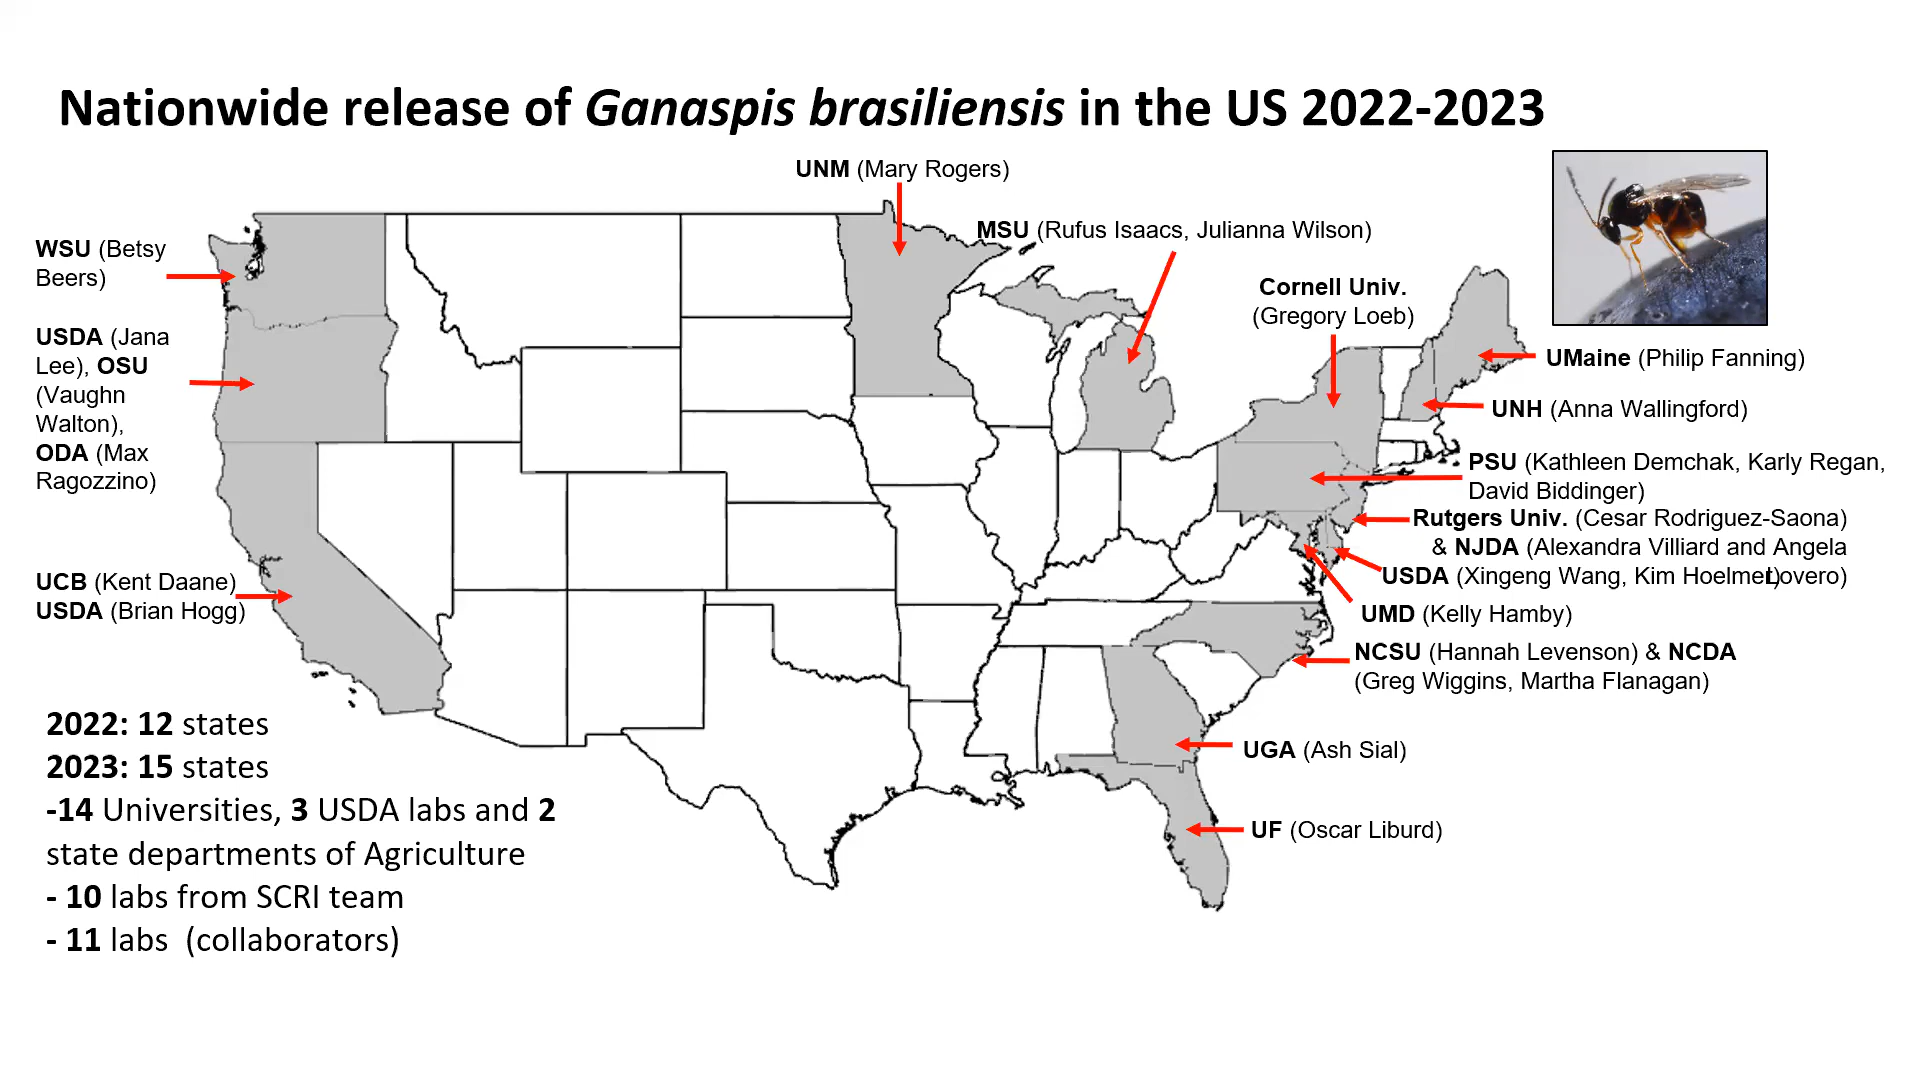 Nationwide release of Ganaspis brasiliensis in the US 2022-2023
UNM (Mary Rogers)
MSU (Rufus Isaacs, Julianna Wilson)
WSU (Betsy
Beers)
Cornell Univ.
(Gregory Loeb)
USDA (Jana
Lee), OSU
(Vaughn
Walton),
ODA (Max
Ragozzino)
UMaine (Philip Fanning)
UNH (Anna Wallingford)
PSU (Kathleen Demchak, Karly Regan,
David Biddinger)
Rutgers Univ. (Cesar Rodriguez-Saona)
& NJDA (Alexandra Villiard and Angela
Lovero)
USDA (Xingeng Wang, Kim Hoelmer)
UCB (Kent Daane)
USDA (Brian Hogg)
UMD (Kelly Hamby)
NCSU (Hannah Levenson) & NCDA
(Greg Wiggins, Martha Flanagan)
UGA (Ash Sial)
UF (Oscar Liburd)
2022: 12 states
2023: 15 states
-14 Universities, 3 USDA labs and 2
state departments of Agriculture
- 10 labs from SCRI team
- 11 labs (collaborators)